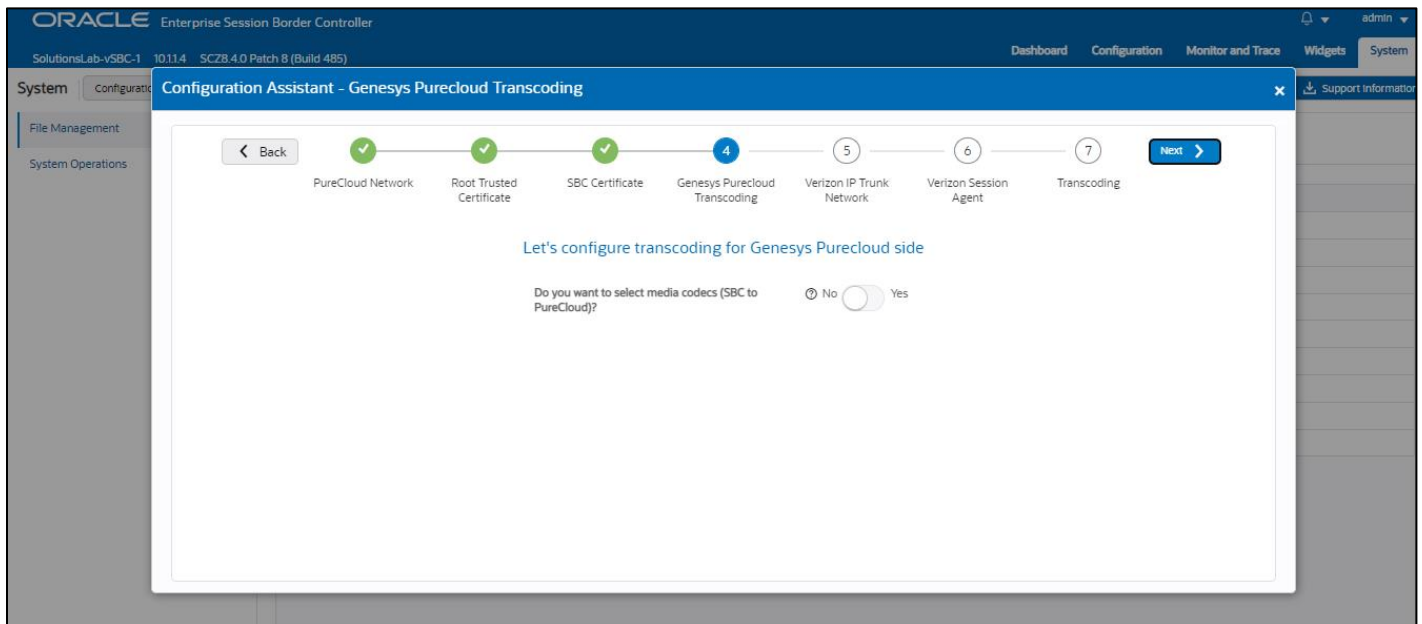 ORACLE Enterprise Session Border Controller
admin
SolutionsLab-vSBC-1 10.1.1.4 SCZ8.4.0 Patch 8 (Build 485)
Dashboard Configuration Monitor and Trace Widgets System
System
Configuratio
Configuration Assistant - Genesys Purecloud Transcoding
×
Support Information
File Management
System Operations
Back
4
5
6
7
Next
PureCloud Network
Root Trusted
Certificate
SBC Certificate
Genesys Purecloud
Transcoding
Verizon IP Trunk
Network
Verizon Session
Agent
Transcoding
Let's configure transcoding for Genesys Purecloud side
Do you want to select media codecs (SBC to
PureCloud)?
? No Yes